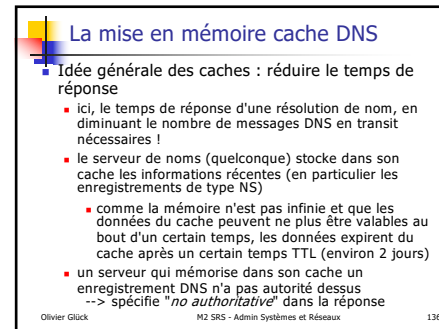 La mise en mémoire cache DNS
Idée générale des caches : réduire le temps de
réponse
ici, le temps de réponse d'une résolution de nom, en
diminuant le nombre de messages DNS en transit
nécessaires !
le serveur de noms (quelconque) stocke dans son
cache les informations récentes (en particulier les
enregistrements de type NS)
comme la mémoire n'est pas infinie et que les
données du cache peuvent ne plus être valables au
bout d'un certain temps, les données expirent du
cache après un certain temps TTL (environ 2 jours)
un serveur qui mémorise dans son cache un
enregistrement DNS n'a pas autorité dessus
--> spécifie "no authoritative" dans la réponse
Olivier Glück M2 SRS - Admin Systèmes et Réseaux 136